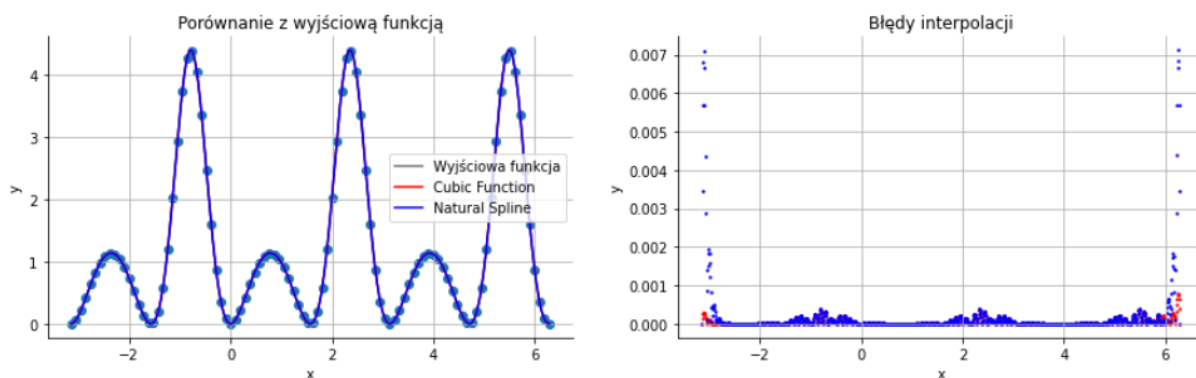 Porównanie z wyjściową funkcją
y
4
3
2
1
0
−2
0
2
4
6
x
Wyjściowa funkcja
Cubic Function
Natural Spline
Błędy interpolacji
y
0.007
0.006
0.005
0.004
0.003
0.002
0.001
0.000
−2
0
2
4
6
x